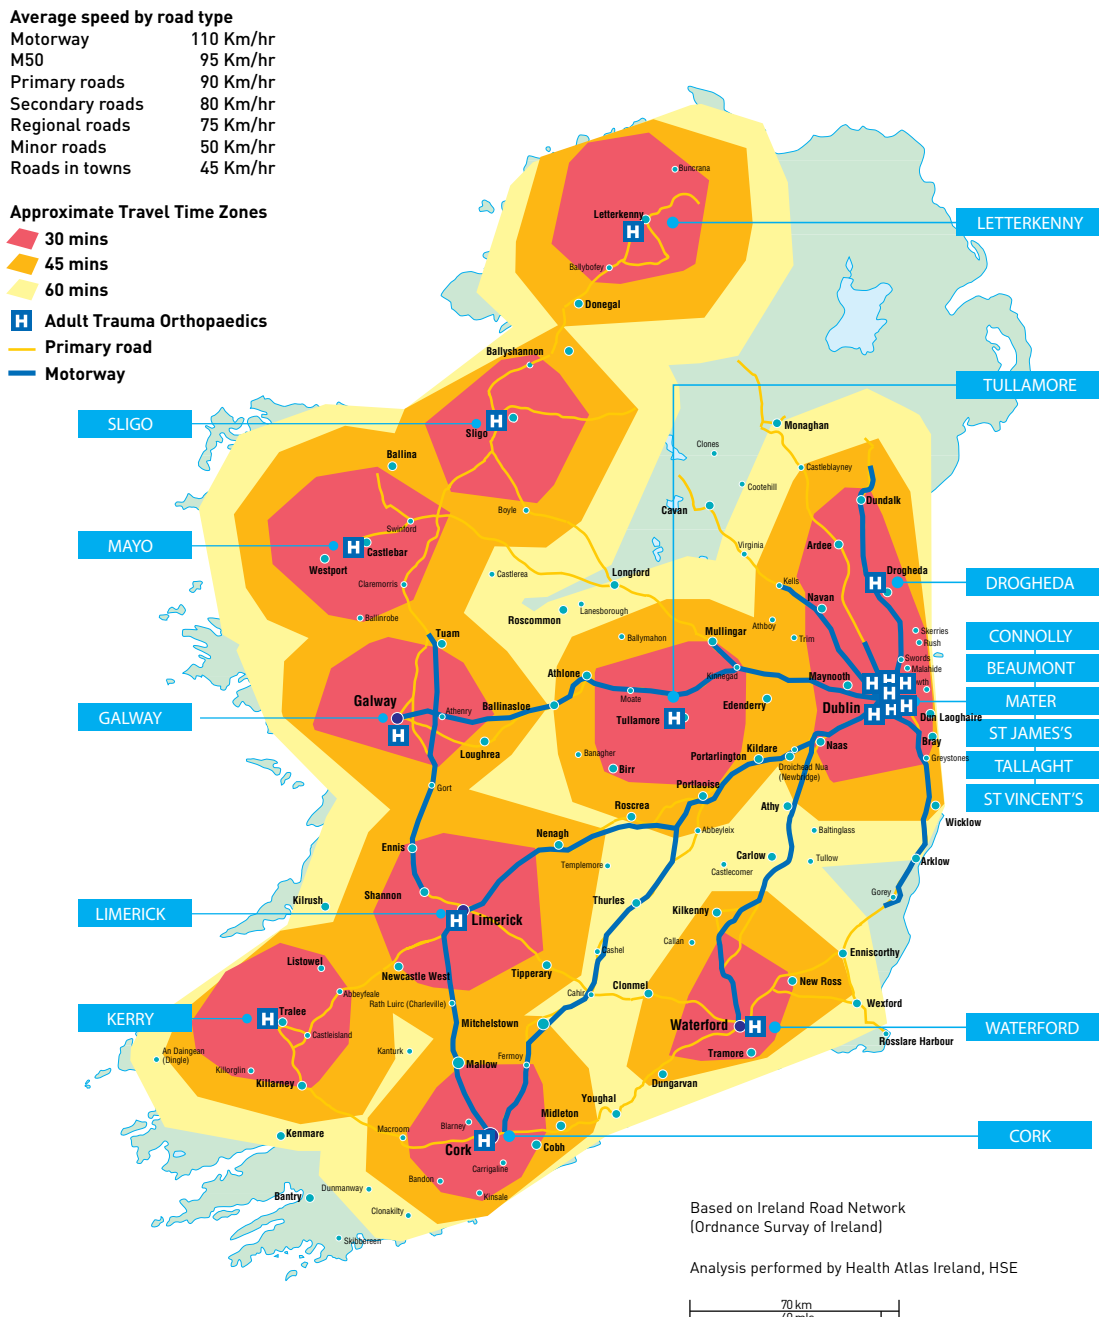 Average speed by road type
Motorway 110 Km/hr
M50 95 Km/hr
Primary roads 90 Km/hr
Secondary roads 80 Km/hr
Regional roads 75 Km/hr
Minor roads 50 Km/hr
Roads in towns 45 Km/hr
Approximate Travel Time Zones
30 mins
45 mins
60 mins
H Adult Trauma Orthopaedics
Primary road
Motorway
Buncrana
Letterkenny
H
LETTERKENNY
Ballybofey
Donegal
Ballyshannon
TULLAMORE
SLIGO
H
Sligo
Monaghan
Clones
Ballina
Castleblayney
Cootehill
Dundalk
Boyle
Cavan
Swinford
MAYO
H
Castlebar
Virginia
Ardee
Westport
Drogheda
H
DROGHEDA
Castlerea
Longford
Claremorris
Kells
Navan
Lanesborough
Roscommon
Ballinrobe
Athboy
Skerries
CONNOLLY
Tuam
Ballymahon
Mullingar
Trim
Rush
Swords
BEAUMONT
Malahide
Athlone
Kinnegad
Maynooth
H
H
H
wth
Moate
Galway
Athenry
Ballinasloe
Edenderry
Dublin
H
H
H
MATER
GALWAY
H
Tullamore
H
Dun Laoghaire
ST JAMES'S
Loughrea
Banagher
Kildare
Naas
Bray
Portarlington
Greystones
Birr
Droichead Nua
(Newbridge)
TALLAGHT
Gort
Portlaoise
ST VINCENT'S
Roscrea
Athy
Wicklow
Nenagh
Abbeyleix
Baltinglass
Ennis
Carlow
Tullow
Arklow
Templemore
Castlecomer
Shannon
Gorey
Kilrush
Thurles
LIMERICK
H
Limerick
Kilkenny
Callan
Cashel
Enniscorthy
Listowel
Newcastle West
Tipperary
New Ross
Abbeyfeale
Clonmel
Cahir
Rath Luirc (Charleville)
Wexford
KERRY
H
Tralee
Mitchelstown
Waterford
H
WATERFORD
Castleisland
Rosslare Harbour
An Daingean
(Dingle)
Kanturk
Fermoy
Tramore
Mallow
Killorglin
Killarney
Dungarvan
Youghal
Midleton
Macroom
Blarney
Kenmare
H
CORK
Cork
Cobh
Carrigaline
Bandon
Dunmanway
Bantry
Kinsale
Clonakilty
Skibbereen
Based on Ireland Road Network
(Ordnance Survay of Ireland)
Analysis performed by Health Atlas Ireland, HSE
70 km